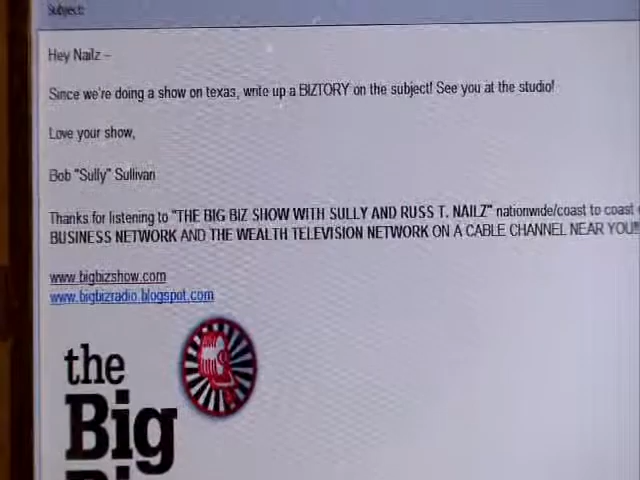 Subject:
Hey Nailz –
Since we're doing a show on texas, write up a BIZTORY on the subject! See you at the studio!
Love your show,
Bob "Sully" Sullivan
Thanks for listening to "THE BIG BIZ SHOW WITH SULLY AND RUSS T. NAILZ" nationwide/coast to coast
BUSINESS NETWORK AND THE WEALTH TELEVISION NETWORK ON A CABLE CHANNEL NEAR YOU!!!
www.bigbizshow.com
www.bigbizradio.blogspot.com
the
Big